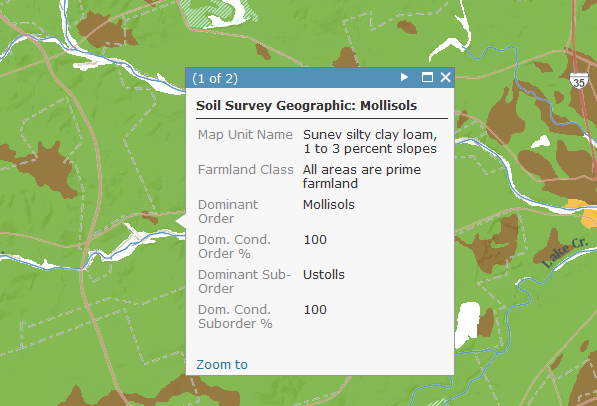 (1 of 2)
35
Soil Survey Geographic: Mollisols
Map Unit Name Sunev silty clay loam,
1 to 3 percent slopes
Farmland Class All areas are prime
farmland
Dominant Mollisols
Order
Dom. Cond. 100
Order %
Dominant Sub- Ustolls
Order
Dom. Cond. 100
Suborder %
Zoom to
Lake Cr.